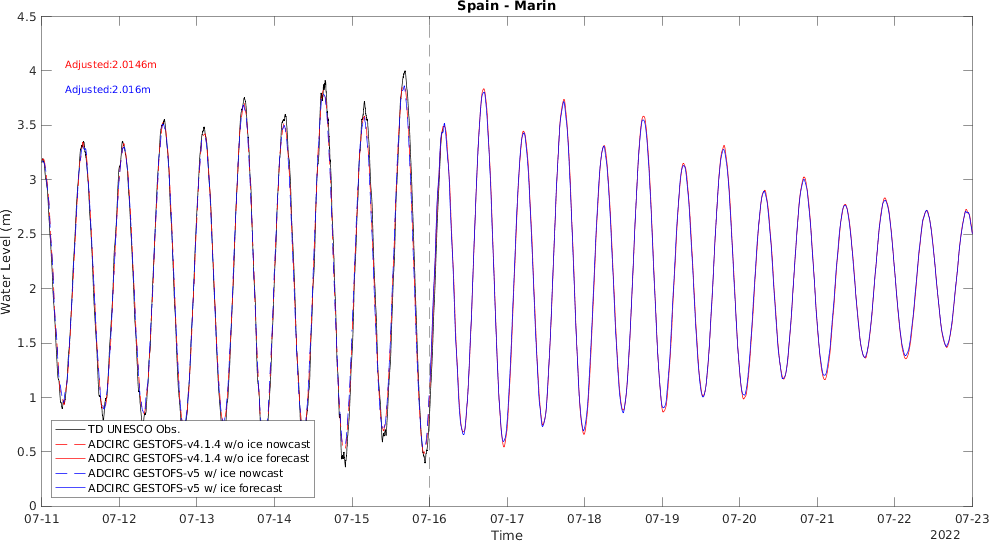 Spain - Marin
4.5
4
3.5
3
2.5
2
1.5
1
0.5
0
Water Level (m)
Adjusted:2.0146m
Adjusted:2.016m
TD UNESCO Obs.
ADCIRC GESTOFS-v4.1.4 w/o ice nowcast
ADCIRC GESTOFS-v4.1.4 w/o ice forecast
ADCIRC GESTOFS-v5 w/ ice nowcast
ADCIRC GESTOFS-v5 w/ ice forecast
07-11 07-12 07-13 07-14 07-15 07-16 07-17 07-18 07-19 07-20 07-21 07-22 07-23
Time
2022